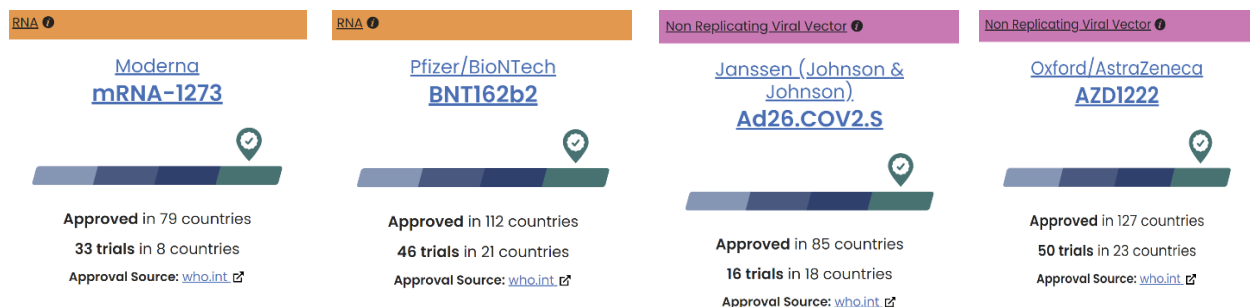 RNA
Moderna
mRNA-1273
Approved in 79 countries
33 trials in 8 countries
Approval Source: who.int
RNA
Pfizer/BioNTech
BNT162b2
Approved in 112 countries
46 trials in 21 countries
Approval Source: who.int
Non Replicating Viral Vector
Janssen (Johnson &
Johnson)
Ad26.COV2.S
Approved in 85 countries
16 trials in 18 countries
Approval Source: who.int
Non Replicating Viral Vector
Oxford/AstraZeneca
AZD1222
Approved in 127 countries
50 trials in 23 countries
Approval Source: who.int